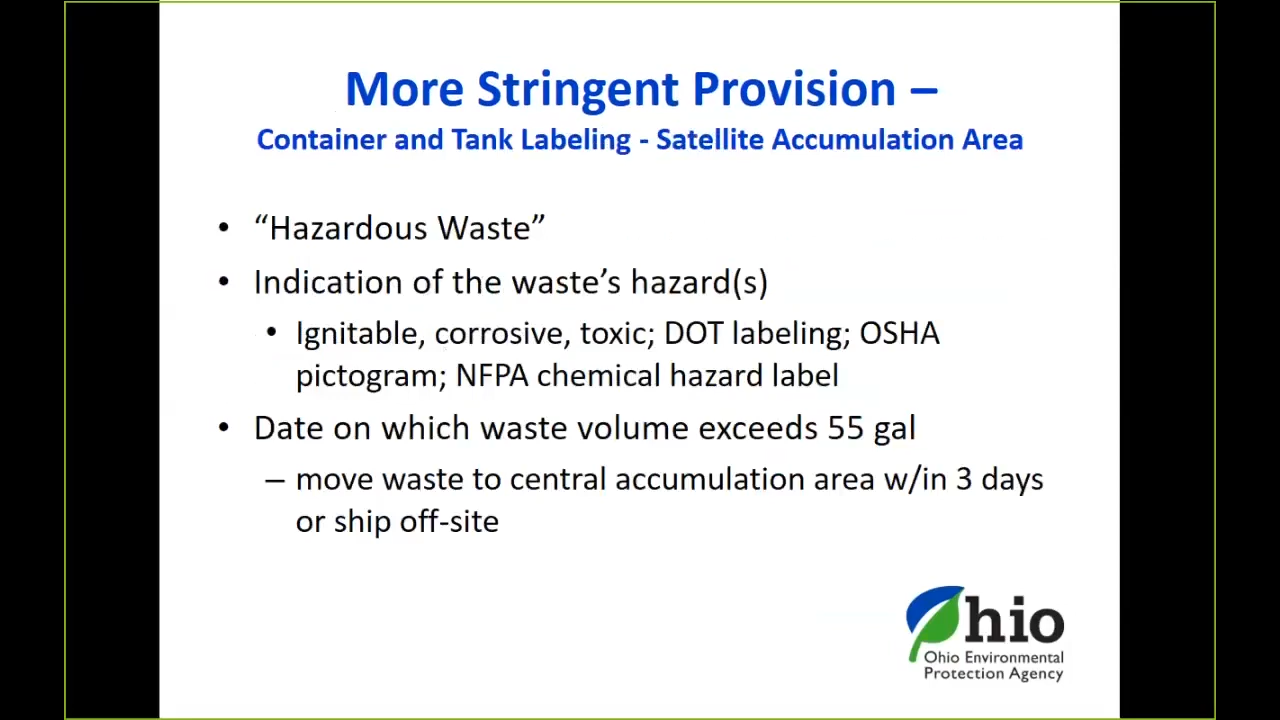 More Stringent Provision –
Container and Tank Labeling - Satellite Accumulation Area
• “Hazardous Waste”
• Indication of the waste’s hazard(s)
• Ignitable, corrosive, toxic; DOT labeling; OSHA
pictogram; NFPA chemical hazard label
• Date on which waste volume exceeds 55 gal
– move waste to central accumulation area w/in 3 days
or ship off-site
Ohio
Ohio Environmental
Protection Agency